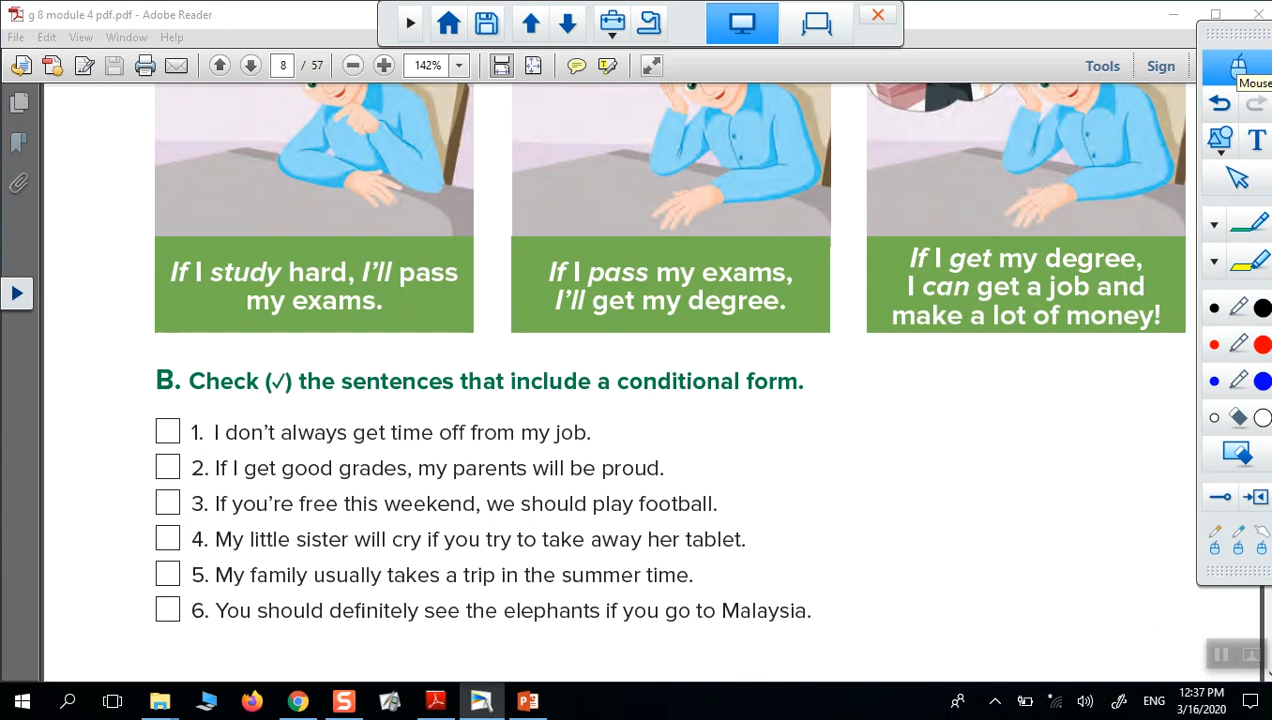 g 8 module 4 pdf.pdf - Adobe Reader
File Edit View Window Help
8 / 57 142% Tools Sign
Mouse
T
If I study hard, I'll pass
my exams.
If I pass my exams,
I'll get my degree.
If I get my degree,
I can get a job and
make a lot of money!
B. Check (✓) the sentences that include a conditional form.
1. I don't always get time off from my job.
2. If I get good grades, my parents will be proud.
3. If you're free this weekend, we should play football.
4. My little sister will cry if you try to take away her tablet.
5. My family usually takes a trip in the summer time.
6. You should definitely see the elephants if you go to Malaysia.
ENG
12:37 PM
3/16/2020